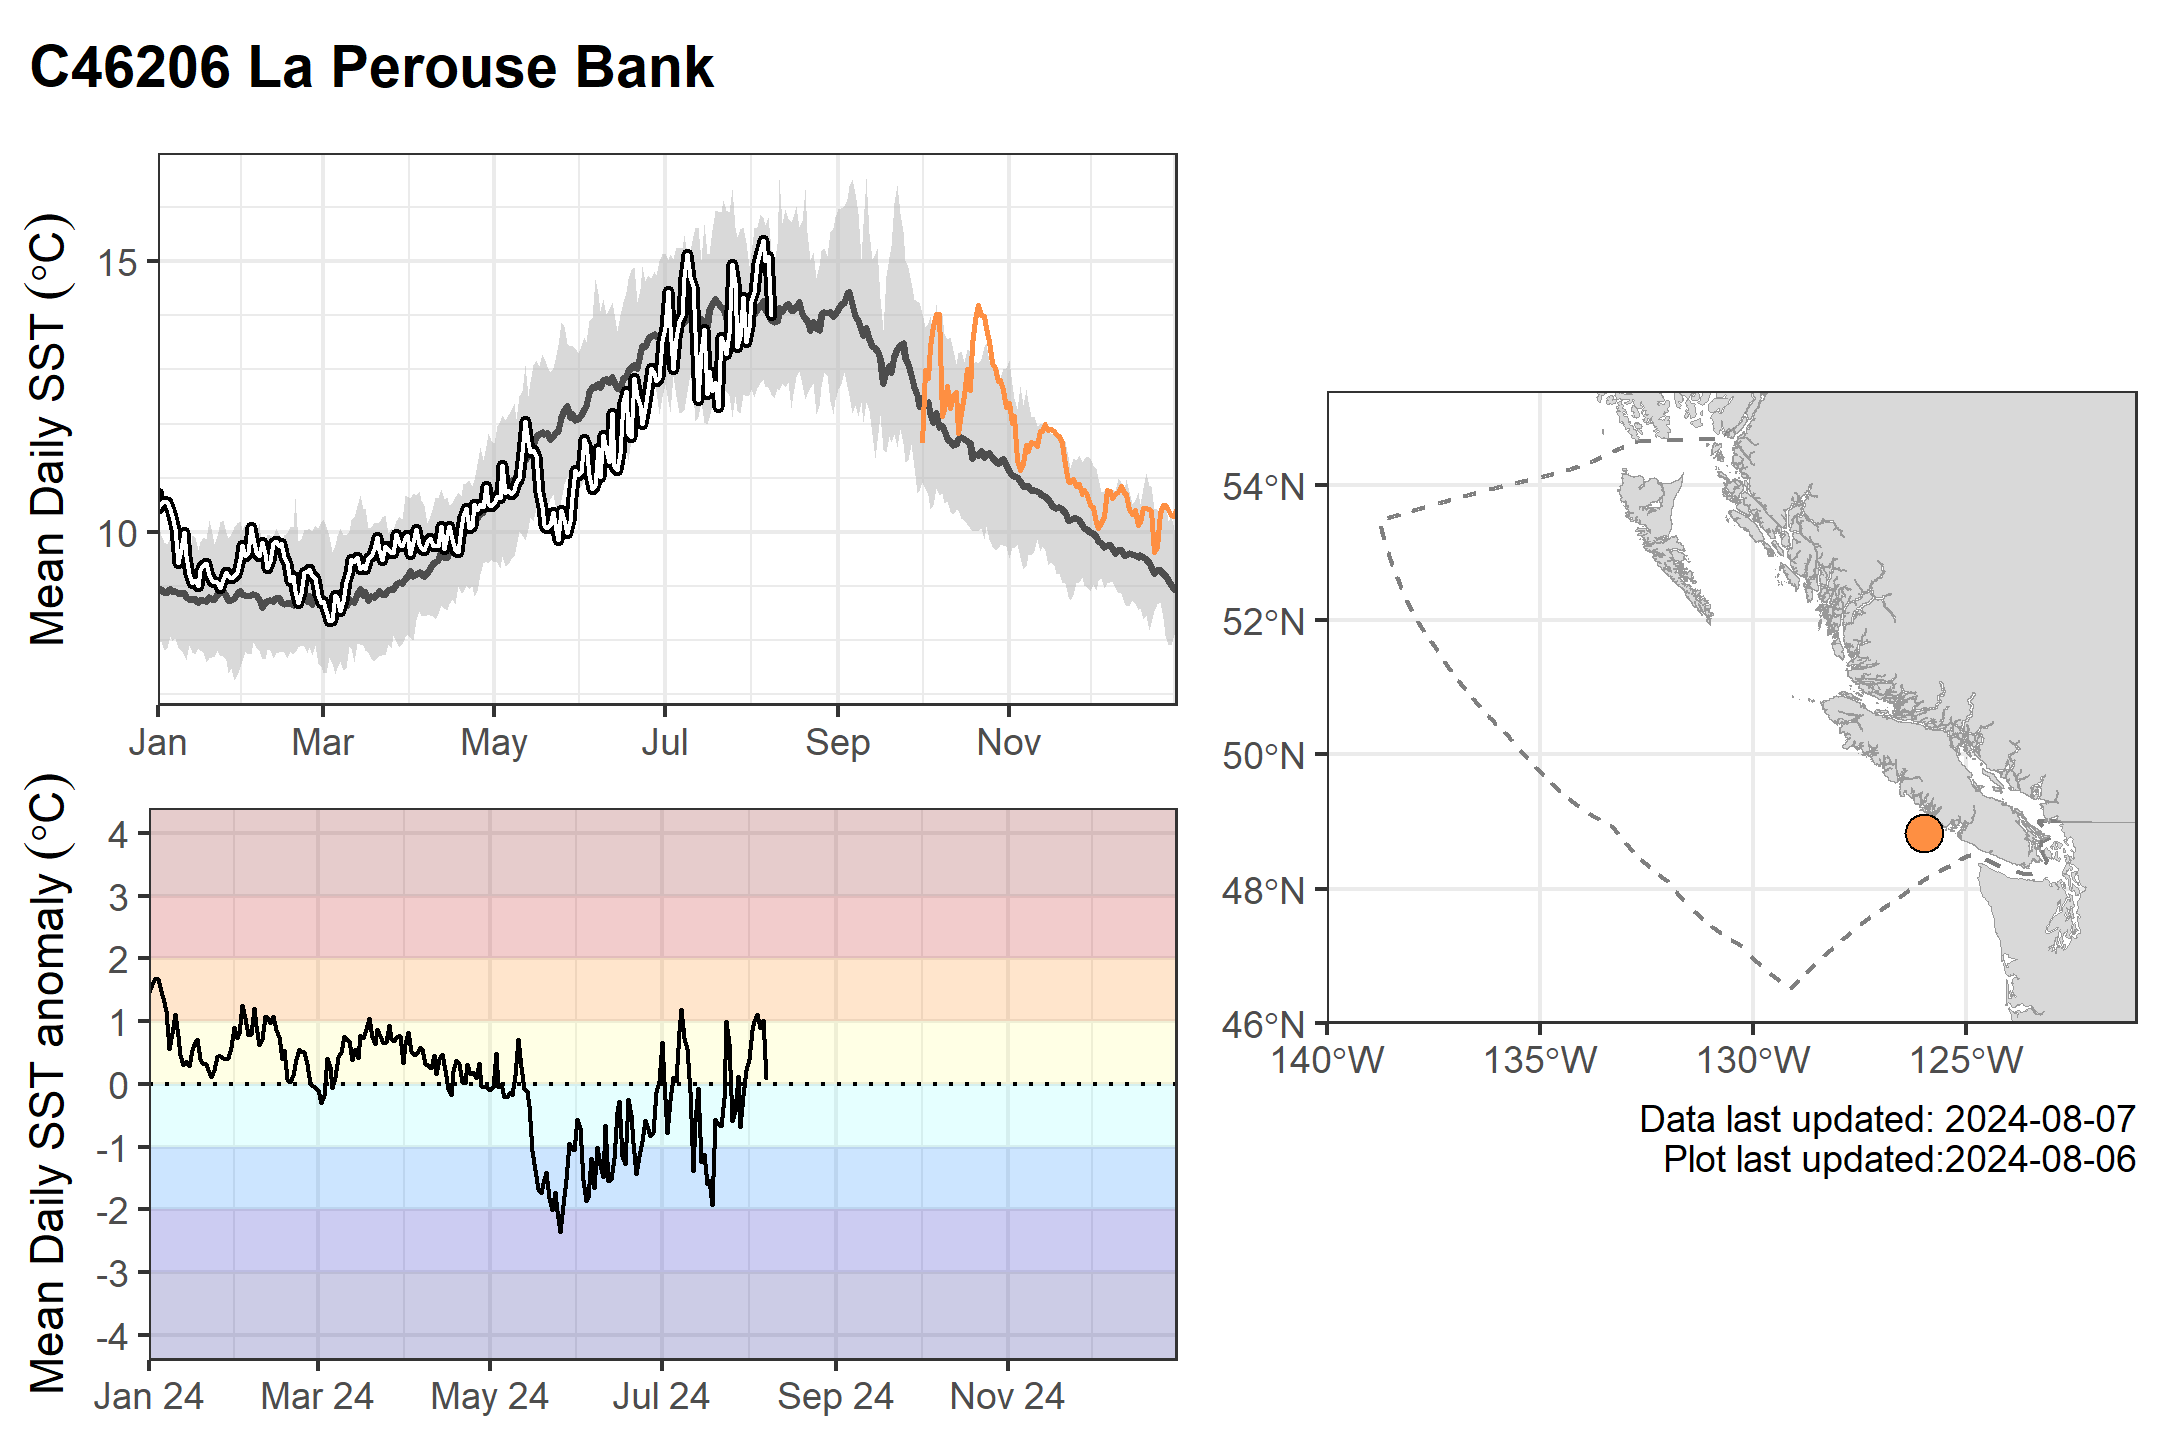 C46206 La Perouse Bank
Mean Daily SST (°C)
15
10
Jan Mar May Jul Sep Nov
Mean Daily SST anomaly (°C)
4
3
2
1
0
-1
-2
-3
-4
Jan 24 Mar 24 May 24 Jul 24 Sep 24 Nov 24
54°N
52°N
50°N
48°N
46°N
140°W 135°W 130°W 125°W
Data last updated: 2024-08-07
Plot last updated:2024-08-06